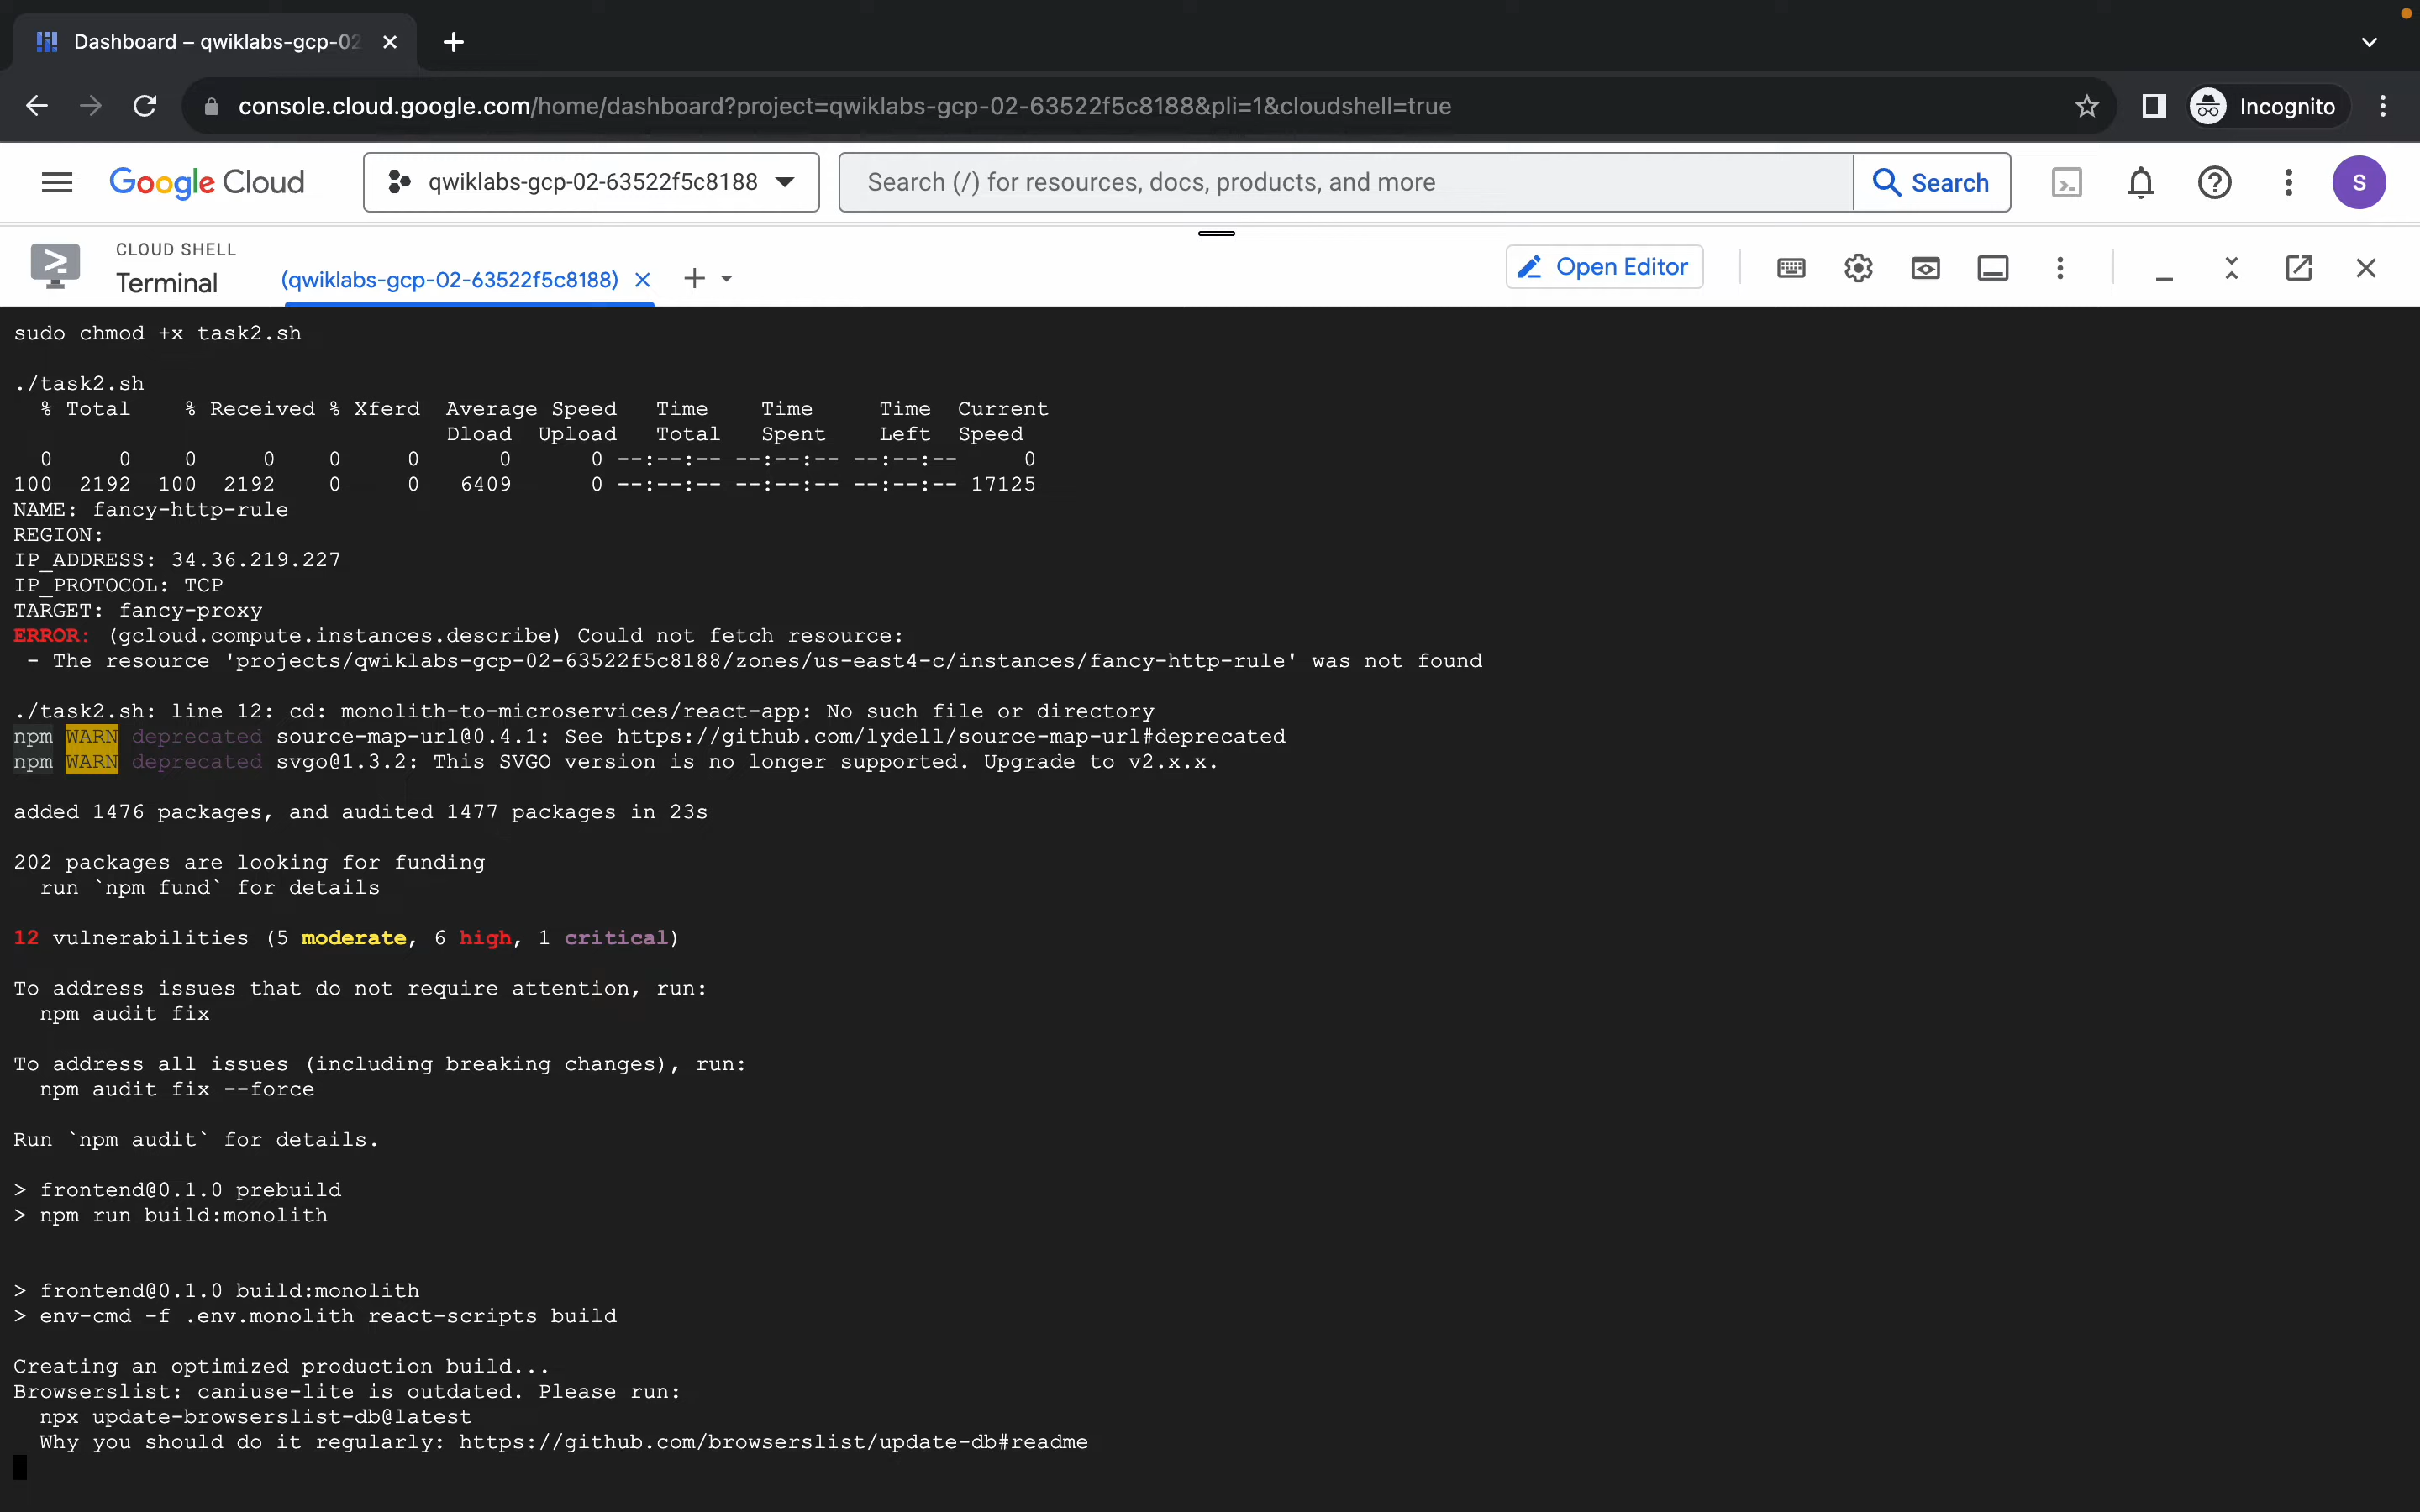 Dashboard – qwiklabs-gcp-02
console.cloud.google.com/home/dashboard?project=qwiklabs-gcp-02-63522f5c8188&pli=1&cloudshell=true
Incognito
Google Cloud
qwiklabs-gcp-02-63522f5c8188
Search (/) for resources, docs, products, and more
Search
S
CLOUD SHELL
Terminal
(qwiklabs-gcp-02-63522f5c8188)
Open Editor
sudo chmod +x task2.sh
./task2.sh
% Total    % Received % Xferd  Average Speed   Time    Time     Time  Current
Dload  Upload   Total   Spent    Left  Speed
0     0    0     0    0     0      0      0 --:--:-- --:--:-- --:--:--     0
100  2192  100  2192    0     0   6409      0 --:--:-- --:--:-- --:--:-- 17125
NAME: fancy-http-rule
REGION:
IP_ADDRESS: 34.36.219.227
IP_PROTOCOL: TCP
TARGET: fancy-proxy
ERROR: (gcloud.compute.instances.describe) Could not fetch resource:
- The resource 'projects/qwiklabs-gcp-02-63522f5c8188/zones/us-east4-c/instances/fancy-http-rule' was not found
./task2.sh: line 12: cd: monolith-to-microservices/react-app: No such file or directory
npm WARN deprecated source-map-url@0.4.1: See https://github.com/lydell/source-map-url#deprecated
npm WARN deprecated svgo@1.3.2: This SVGO version is no longer supported. Upgrade to v2.x.x.
added 1476 packages, and audited 1477 packages in 23s
202 packages are looking for funding
run `npm fund` for details
12 vulnerabilities (5 moderate, 6 high, 1 critical)
To address issues that do not require attention, run:
npm audit fix
To address all issues (including breaking changes), run:
npm audit fix --force
Run `npm audit` for details.
> frontend@0.1.0 prebuild
> npm run build:monolith
> frontend@0.1.0 build:monolith
> env-cmd -f .env.monolith react-scripts build
Creating an optimized production build...
Browserslist: caniuse-lite is outdated. Please run:
npx update-browserslist-db@latest
Why you should do it regularly: https://github.com/browserslist/update-db#readme